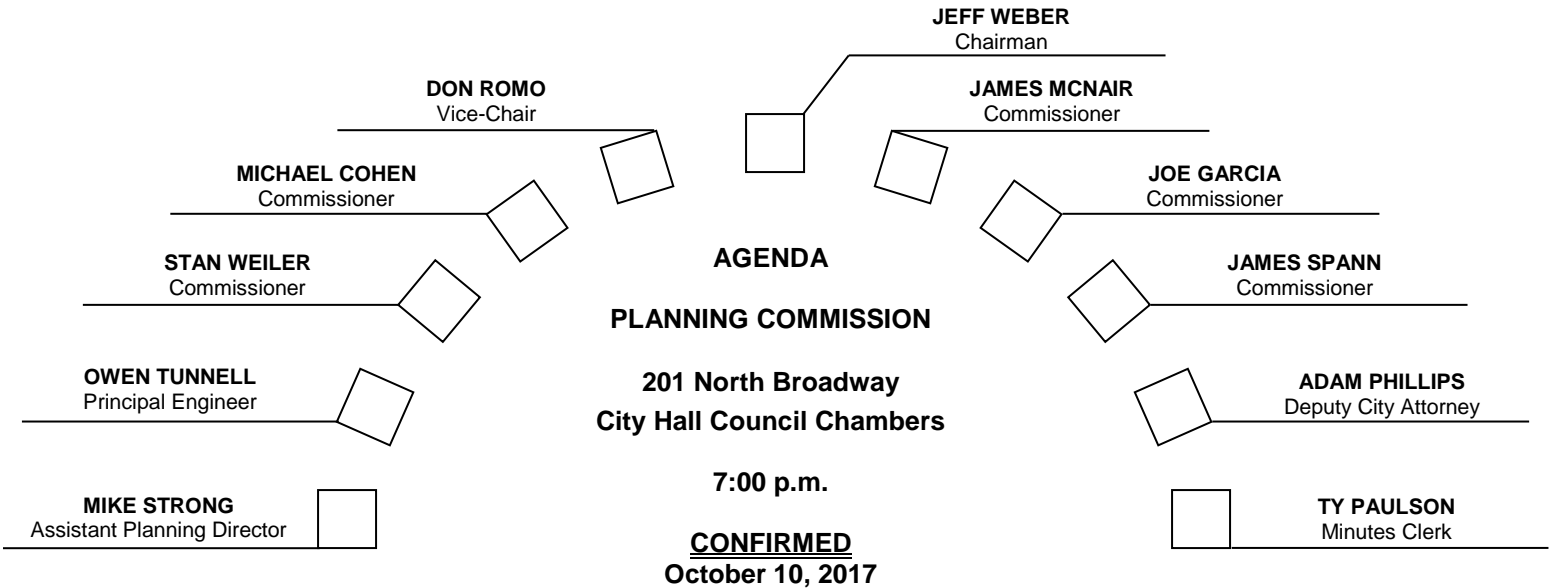 JEFF WEBER
Chairman
DON ROMO
Vice-Chair
JAMES MCNAIR
Commissioner
MICHAEL COHEN
Commissioner
JOE GARCIA
Commissioner
STAN WEILER
Commissioner
JAMES SPANN
Commissioner
OWEN TUNNELL
Principal Engineer
ADAM PHILLIPS
Deputy City Attorney
MIKE STRONG
Assistant Planning Director
TY PAULSON
Minutes Clerk
AGENDA
PLANNING COMMISSION
201 North Broadway
City Hall Council Chambers
7:00 p.m.
CONFIRMED
October 10, 2017